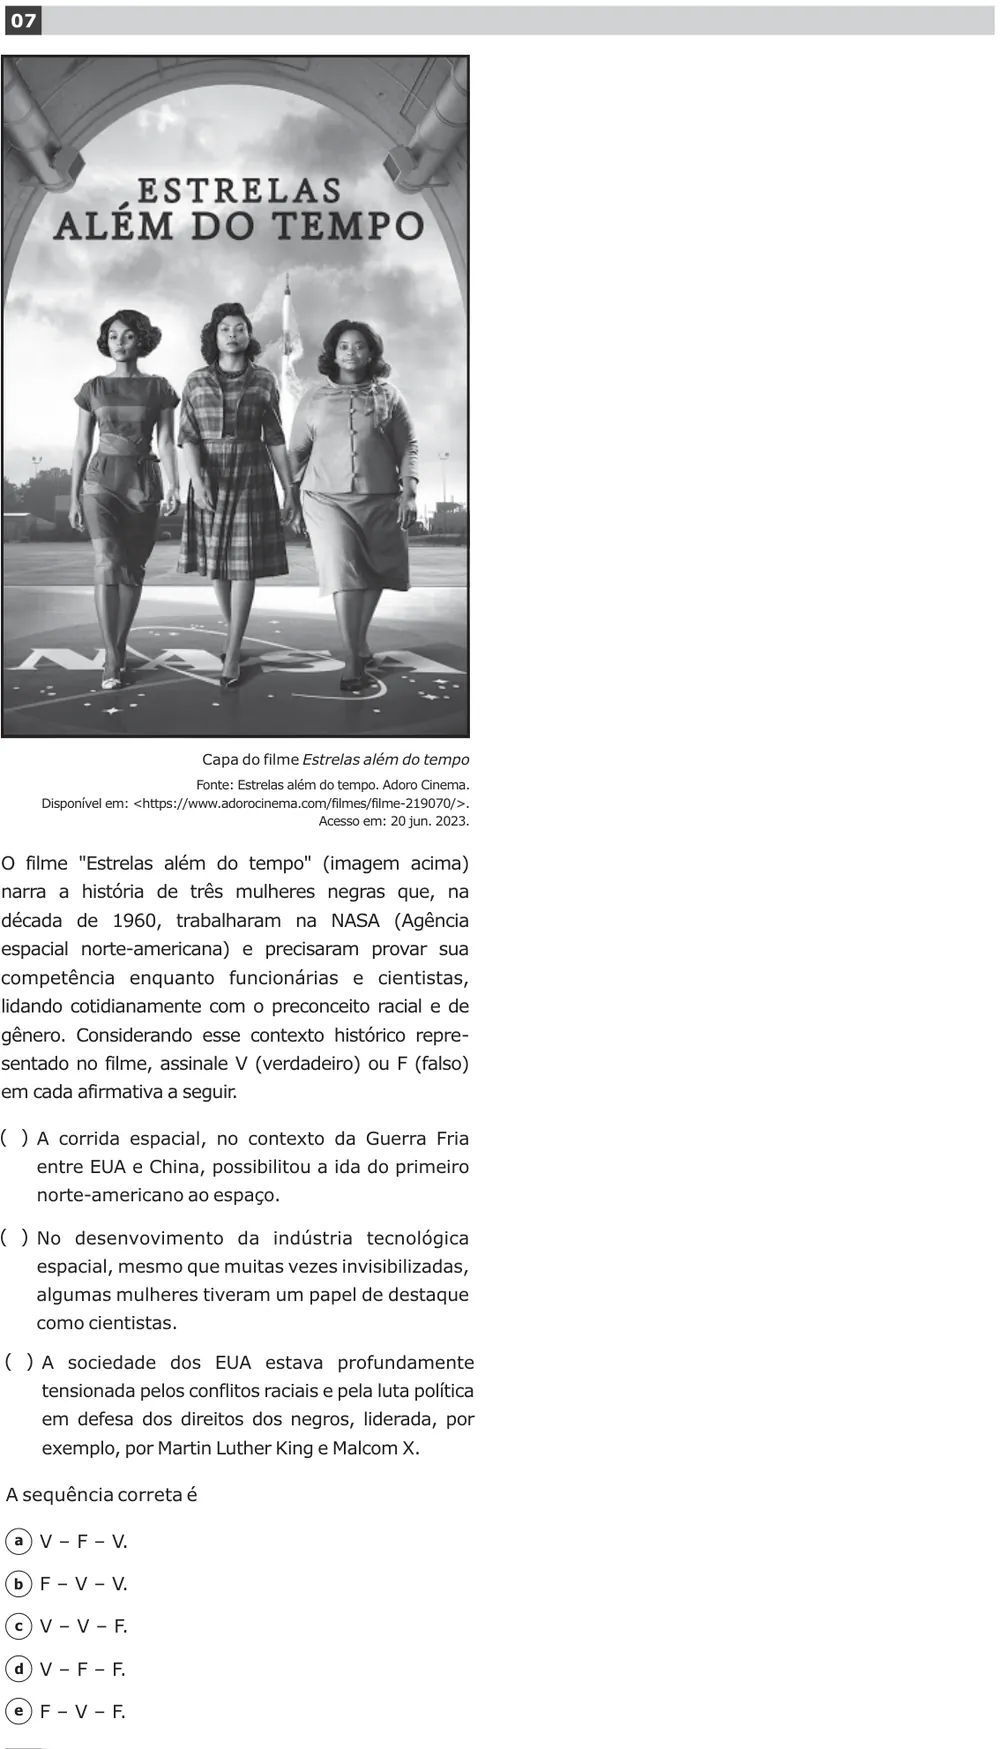 07
ESTRELAS
ALÉM DO TEMPO
NASA
Capa do filme Estrelas além do tempo
Fonte: Estrelas além do tempo. Adoro Cinema.
Disponível em: <https://www.adorocinema.com/filmes/filme-219070/>.
Acesso em: 20 jun. 2023.
O filme "Estrelas além do tempo" (imagem acima)
narra a história de três mulheres negras que, na
década de 1960, trabalharam na NASA (Agência
espacial norte-americana) e precisaram provar sua
competência enquanto funcionárias e cientistas,
lidando cotidianamente com o preconceito racial e de
gênero. Considerando esse contexto histórico repre-
sentado no filme, assinale V (verdadeiro) ou F (falso)
em cada afirmativa a seguir.
( ) A corrida espacial, no contexto da Guerra Fria
entre EUA e China, possibilitou a ida do primeiro
norte-americano ao espaço.
( ) No desenvovimento da indústria tecnológica
espacial, mesmo que muitas vezes invisibilizadas,
algumas mulheres tiveram um papel de destaque
como cientistas.
( ) A sociedade dos EUA estava profundamente
tensionada pelos conflitos raciais e pela luta política
em defesa dos direitos dos negros, liderada, por
exemplo, por Martin Luther King e Malcom X.
A sequência correta é
a V – F – V.
b F – V – V.
c V – V – F.
d V – F – F.
e F – V – F.